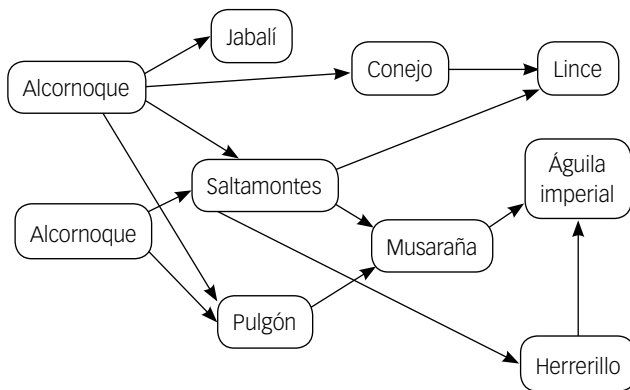 Jabalí
Conejo
Lince
Alcornoque
Saltamontes
Águila
imperial
Alcornoque
Musaraña
Pulgón
Herrerillo